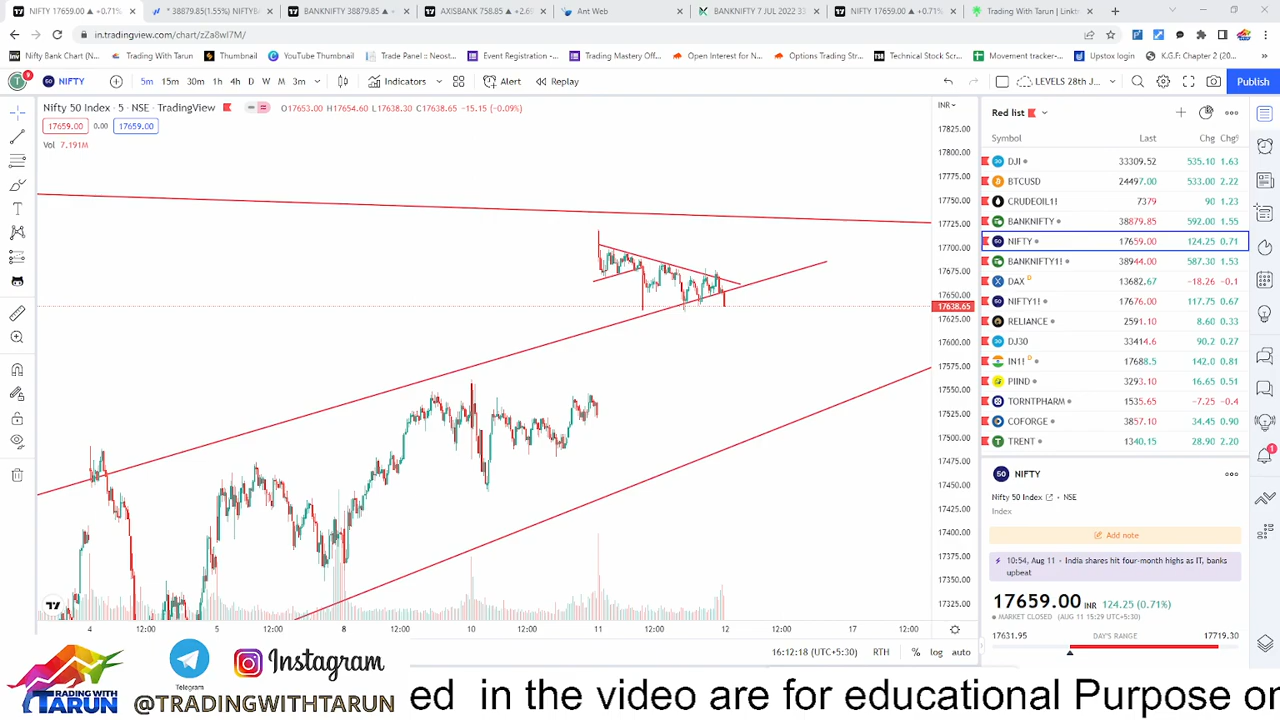 NIFTY 17659.00 ▲ +0.71%
* 38879.85(1.55%) NIFTYB
BANKNIFTY 38879.85 ▲ +
AXISBANK 758.85 ▲ +2.6
Ant Web
BANKNIFTY 7 JUL 2022 33
NIFTY 17659.00 ▲ +0.71%
Trading With Tarun | Linkt
in.tradingview.com/chart/zZa8wI7M/
Nifty Bank Chart (N...
Trading With Tarun
Thumbnail
YouTube Thumbnail
Trade Panel :: Neost...
Event Registration -...
Trading Mastery Off...
Open Interest for N...
Options Trading Str...
Technical Stock Scr...
Movement tracker-...
Upstox login
K.G.F: Chapter 2 (20...
NIFTY
5m 15m 30m 1h 4h D W M 3m
Indicators
Alert
Replay
LEVELS 28th J...
Publish
Nifty 50 Index · 5 · NSE · TradingView
O17653.00 H17654.60 L17638.30 C17638.65 -15.15 (-0.09%)
17659.00 0.00 17659.00
Vol 7.191M
INR
17825.00
17800.00
17775.00
17750.00
17725.00
17700.00
17675.00
17650.00
17638.65
17625.00
17600.00
17575.00
17550.00
17525.00
17500.00
17475.00
17450.00
17425.00
17400.00
17375.00
17350.00
17325.00
4 12:00 5 12:00 8 12:00 10 12:00 11 12:00 12 12:00 17 12:00
16:12:18 (UTC+5:30) RTH % log auto
Red list
Symbol Last Chg Chg%
DJI 33309.52 535.10 1.63
BTCUSD 24497.00 533.00 2.22
CRUDEOIL1! 7379 90 1.23
BANKNIFTY 38879.85 592.00 1.55
NIFTY 17659.00 124.25 0.71
BANKNIFTY1! 38944.00 587.30 1.53
DAX D 13682.67 -18.26 -0.1
NIFTY1! 17676.00 117.75 0.67
RELIANCE 2591.10 8.60 0.33
DJ30 33414.6 90.2 0.27
IN1! D 17688.5 142.0 0.81
PIIND 3293.10 16.65 0.51
TORNTPHARM 1535.65 -7.25 -0.4
COFORGE 3857.10 34.45 0.90
TRENT 1340.15 28.90 2.20
50 NIFTY
Nifty 50 Index · NSE
Index
Add note
10:54, Aug 11 · India shares hit four-month highs as IT, banks
upbeat
17659.00 INR 124.25 (0.71%)
MARKET CLOSED (AUG 11 15:29 UTC+5:30)
17631.95 DAY'S RANGE 17719.30
TRADING WITH
TARUN
Telegram
Instagram
@TRADINGWITHTARUN
ed in the video are for educational Purpose on